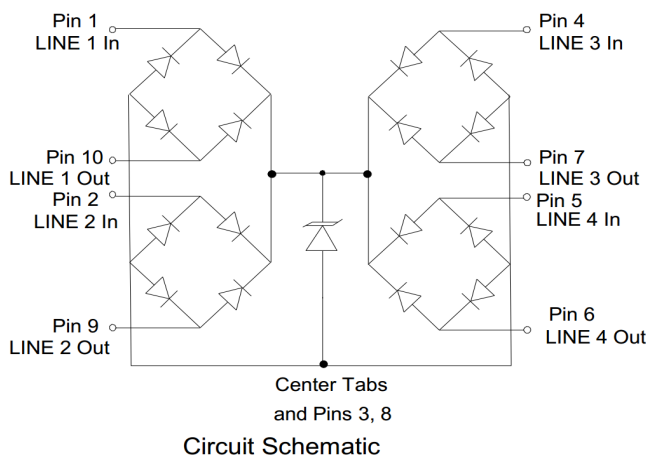 Pin 1
LINE 1 In
Pin 4
LINE 3 In
Pin 10
LINE 1 Out
Pin 7
LINE 3 Out
Pin 2
LINE 2 In
Pin 5
LINE 4 In
Pin 9
LINE 2 Out
Pin 6
LINE 4 Out
Center Tabs
and Pins 3, 8
Circuit Schematic